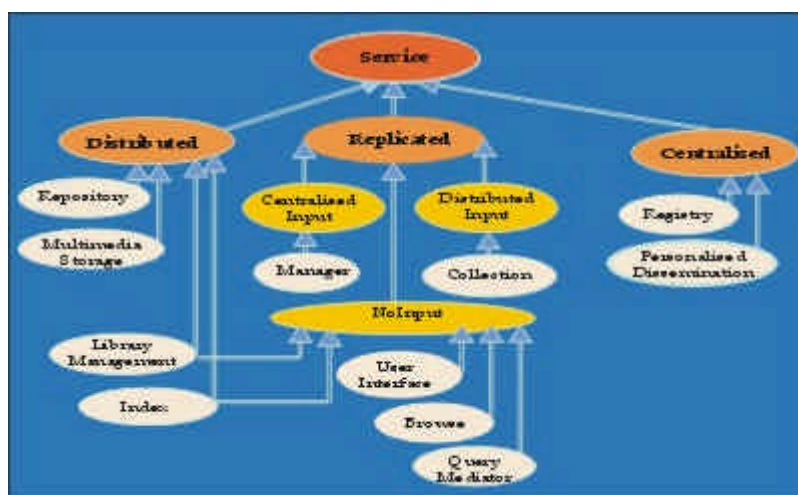 Service
Distributed
Replicated
Centralised
Repository
Centralised
Input
Distributed
Input
Registry
Multimedia
Storage
Manager
Collection
Personalised
Dissemination
NoInput
Library
Management
User
Interface
Index
Browse
Query
Mediator